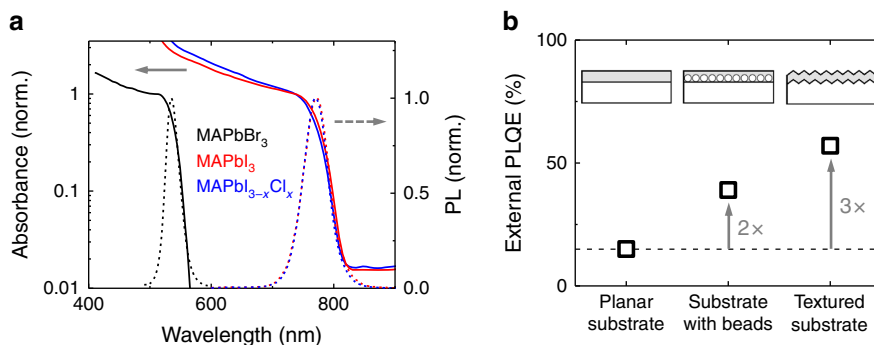 a
Absorbance (norm.)
1
0.1
0.01
MAPbBr3
MAPbI3
MAPbI3–xClx
1.0
0.5
0.0
PL (norm.)
400
600
800
Wavelength (nm)
b
External PLQE (%)
100
50
0
2×
3×
Planar
substrate
Substrate
with beads
Textured
substrate